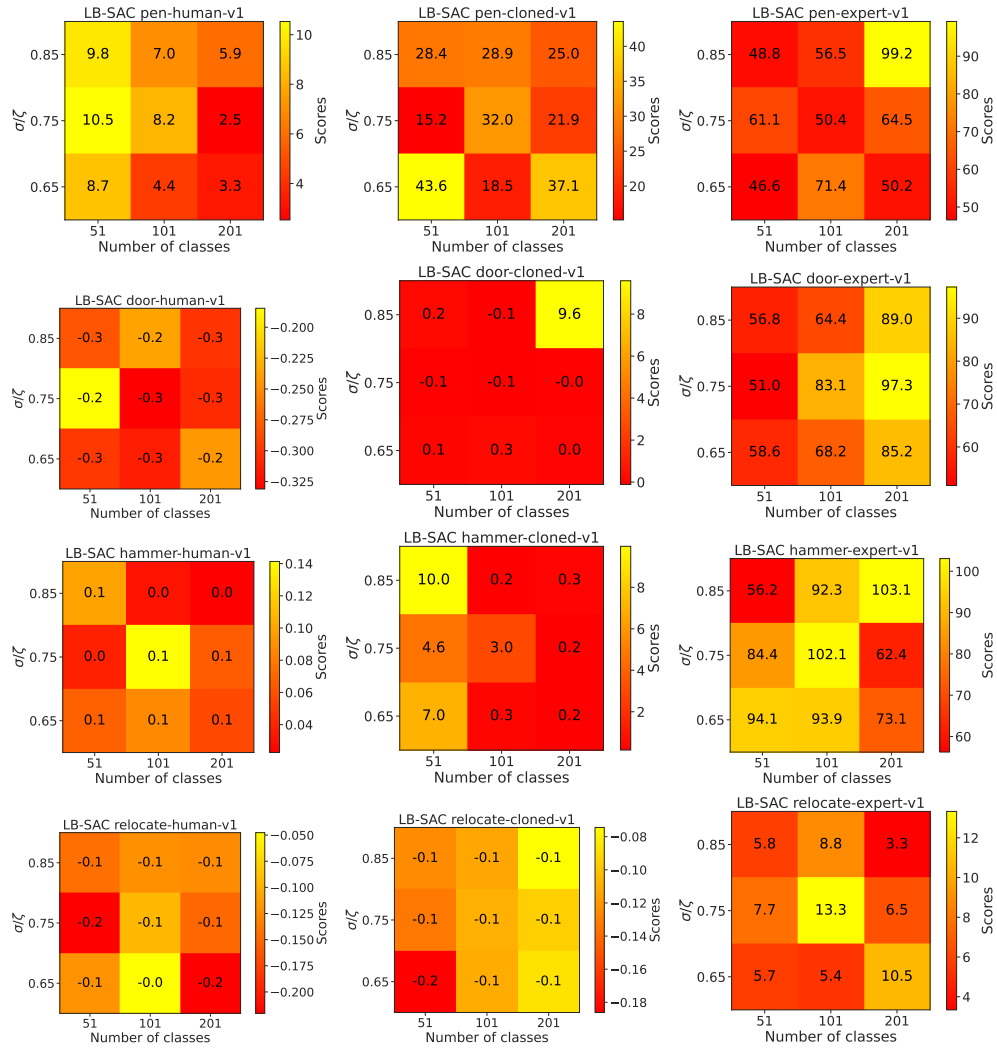 LB-SAC pen-human-v1
0.85 9.8 7.0 5.9
0.75 10.5 8.2 2.5
0.65 8.7 4.4 3.3
51 101 201
Number of classes
σ/ζ
10
8
6
4
Scores
LB-SAC pen-cloned-v1
0.85 28.4 28.9 25.0
0.75 15.2 32.0 21.9
0.65 43.6 18.5 37.1
51 101 201
Number of classes
σ/ζ
40
35
30
25
20
Scores
LB-SAC pen-expert-v1
0.85 48.8 56.5 99.2
0.75 61.1 50.4 64.5
0.65 46.6 71.4 50.2
51 101 201
Number of classes
σ/ζ
90
80
70
60
50
Scores
LB-SAC door-human-v1
0.85 -0.3 -0.2 -0.3
0.75 -0.2 -0.3 -0.3
0.65 -0.3 -0.3 -0.2
51 101 201
Number of classes
σ/ζ
−0.200
−0.225
−0.250
−0.275
−0.300
−0.325
Scores
LB-SAC door-cloned-v1
0.85 0.2 -0.1 9.6
0.75 -0.1 -0.1 -0.0
0.65 0.1 0.3 0.0
51 101 201
Number of classes
σ/ζ
8
6
4
2
0
Scores
LB-SAC door-expert-v1
0.85 56.8 64.4 89.0
0.75 51.0 83.1 97.3
0.65 58.6 68.2 85.2
51 101 201
Number of classes
σ/ζ
90
80
70
60
Scores
LB-SAC hammer-human-v1
0.85 0.1 0.0 0.0
0.75 0.0 0.1 0.1
0.65 0.1 0.1 0.1
51 101 201
Number of classes
σ/ζ
0.14
0.12
0.10
0.08
0.06
0.04
Scores
LB-SAC hammer-cloned-v1
0.85 10.0 0.2 0.3
0.75 4.6 3.0 0.2
0.65 7.0 0.3 0.2
51 101 201
Number of classes
σ/ζ
8
6
4
2
Scores
LB-SAC hammer-expert-v1
0.85 56.2 92.3 103.1
0.75 84.4 102.1 62.4
0.65 94.1 93.9 73.1
51 101 201
Number of classes
σ/ζ
100
90
80
70
60
Scores
LB-SAC relocate-human-v1
0.85 -0.1 -0.1 -0.1
0.75 -0.2 -0.1 -0.1
0.65 -0.1 -0.0 -0.2
51 101 201
Number of classes
σ/ζ
−0.050
−0.075
−0.100
−0.125
−0.150
−0.175
−0.200
Scores
LB-SAC relocate-cloned-v1
0.85 -0.1 -0.1 -0.1
0.75 -0.1 -0.1 -0.1
0.65 -0.2 -0.1 -0.1
51 101 201
Number of classes
σ/ζ
−0.08
−0.10
−0.12
−0.14
−0.16
−0.18
Scores
LB-SAC relocate-expert-v1
0.85 5.8 8.8 3.3
0.75 7.7 13.3 6.5
0.65 5.7 5.4 10.5
51 101 201
Number of classes
σ/ζ
12
10
8
6
4
Scores